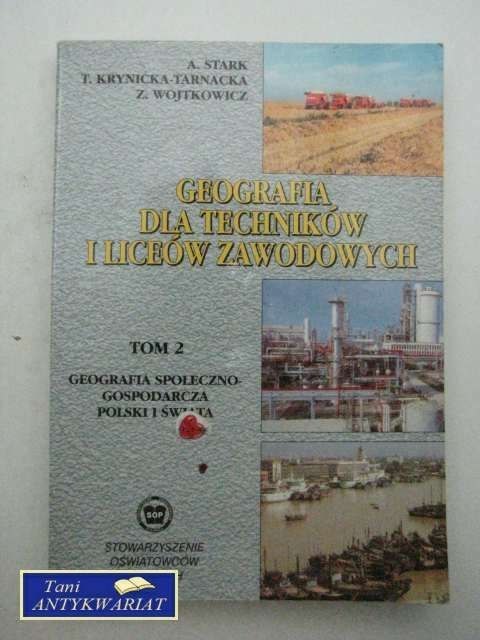 A. STARK
T. KRYNICKA-TARNACKA
Z. WOJTKOWICZ
GEOGRAFIA
DLA TECHNIKÓW
I LICEÓW ZAWODOWYCH
TOM 2
GEOGRAFIA SPOŁECZNO-
GOSPODARCZA
POLSKI I ŚWIATA
SOP
STOWARZYSZENIE
OŚWIATOWCÓW
Tani
ANTYKWARIAT